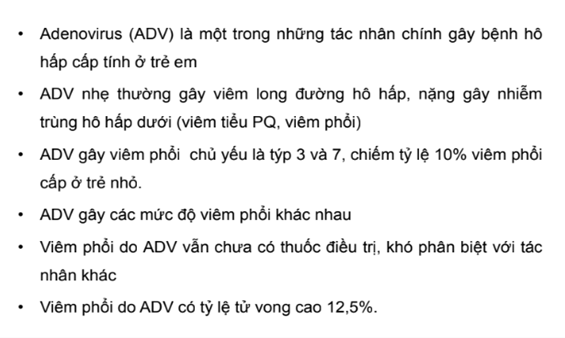 • Adenovirus (ADV) là một trong những tác nhân chính gây bệnh hô
hấp cấp tính ở trẻ em
• ADV nhẹ thường gây viêm long đường hô hấp, nặng gây nhiễm
trùng hô hấp dưới (viêm tiểu PQ, viêm phổi)
• ADV gây viêm phổi chủ yếu là týp 3 và 7, chiếm tỷ lệ 10% viêm phổi
cấp ở trẻ nhỏ.
• ADV gây các mức độ viêm phổi khác nhau
• Viêm phổi do ADV vẫn chưa có thuốc điều trị, khó phân biệt với tác
nhân khác
• Viêm phổi do ADV có tỷ lệ tử vong cao 12,5%.